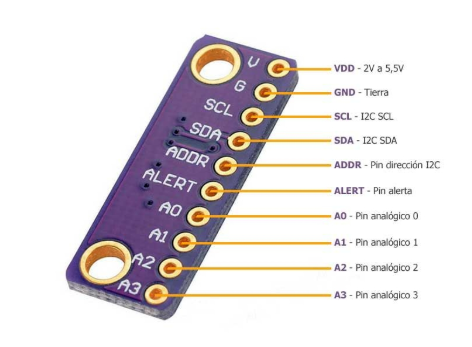 V
G
SCL
SDA
ADDR
ALERT
A0
A1
A2
A3
VDD - 2V a 5,5V
GND - Tierra
SCL - I2C SCL
SDA - I2C SDA
ADDR - Pin dirección I2C
ALERT - Pin alerta
A0 - Pin analógico 0
A1 - Pin analógico 1
A2 - Pin analógico 2
A3 - Pin analógico 3